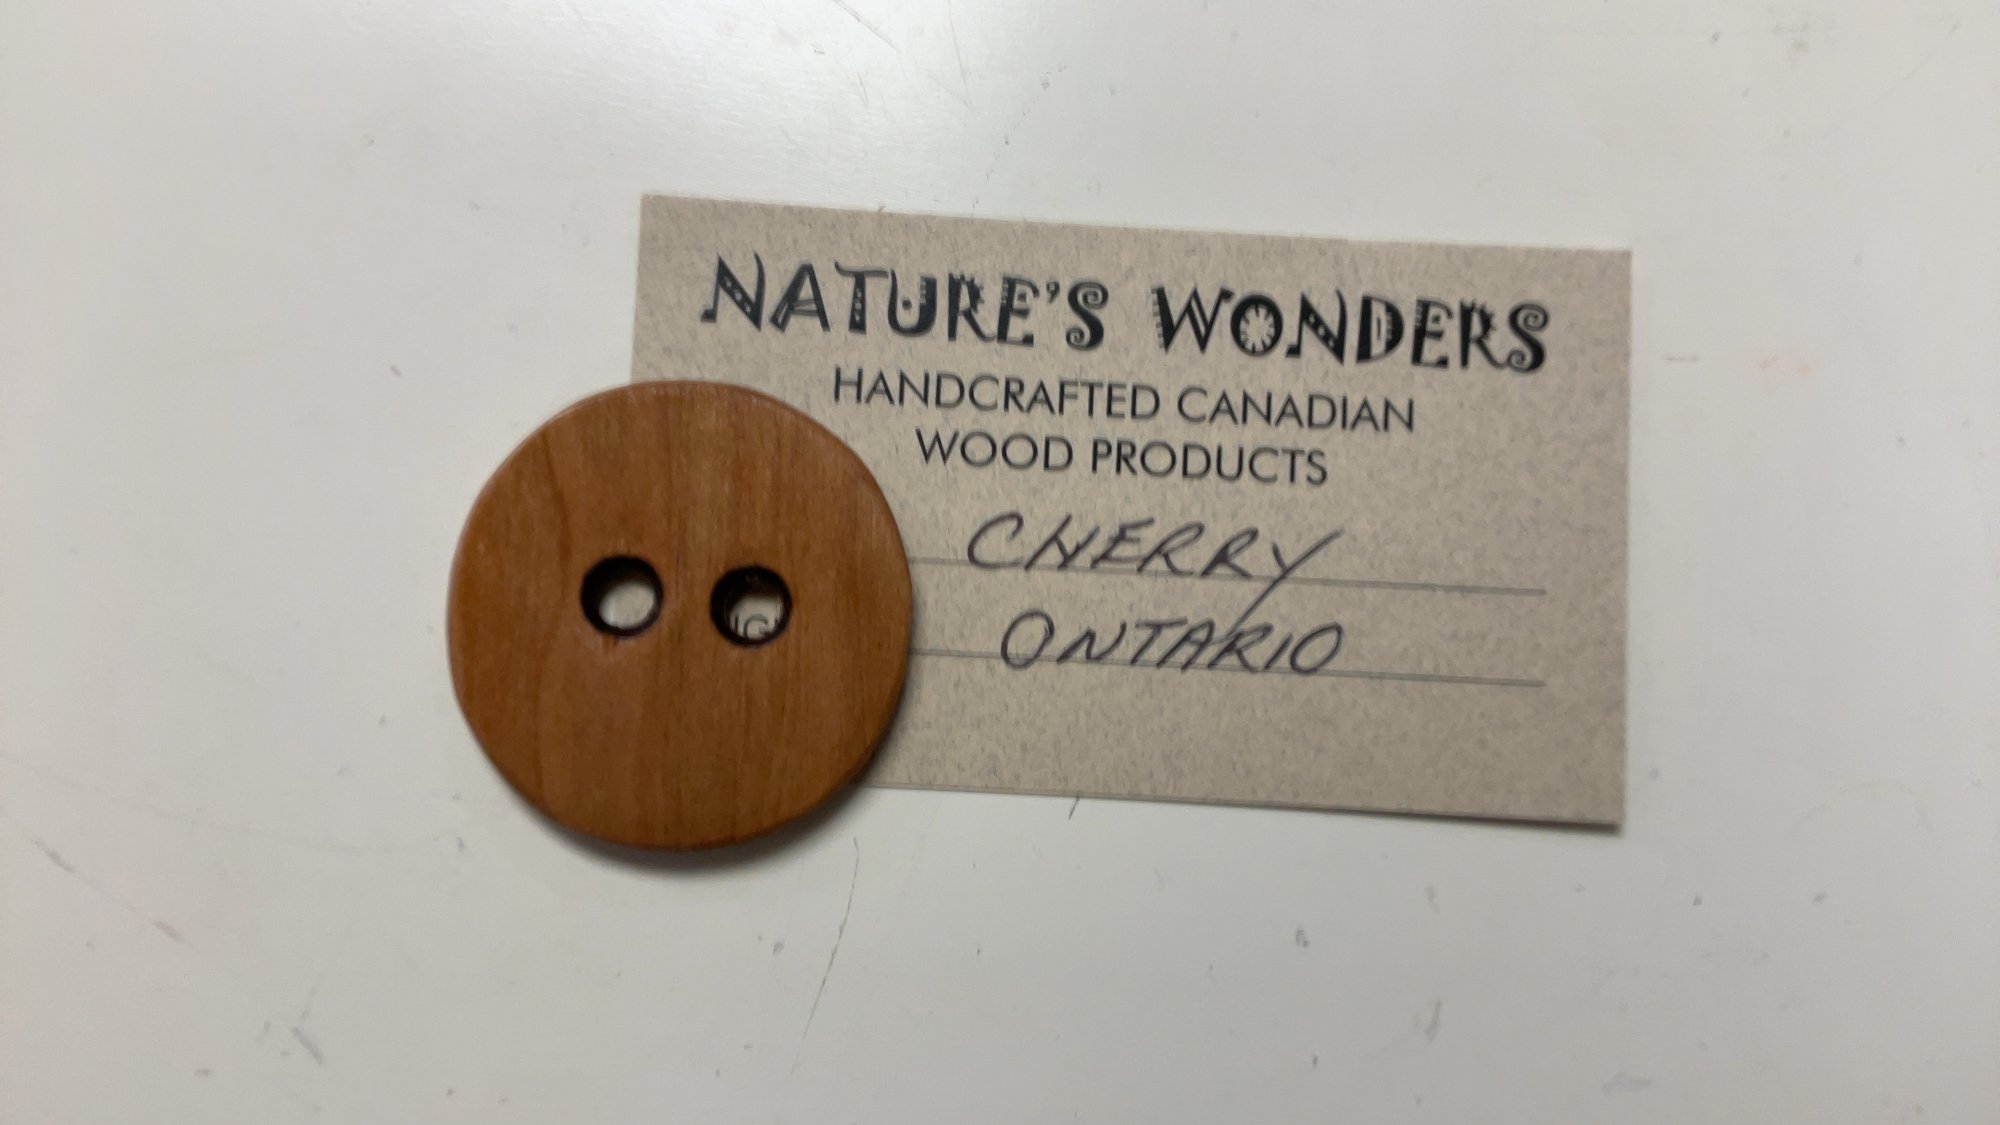 NATURE'S WONDERS
HANDCRAFTED CANADIAN
WOOD PRODUCTS
CHERRY
ONTARIO